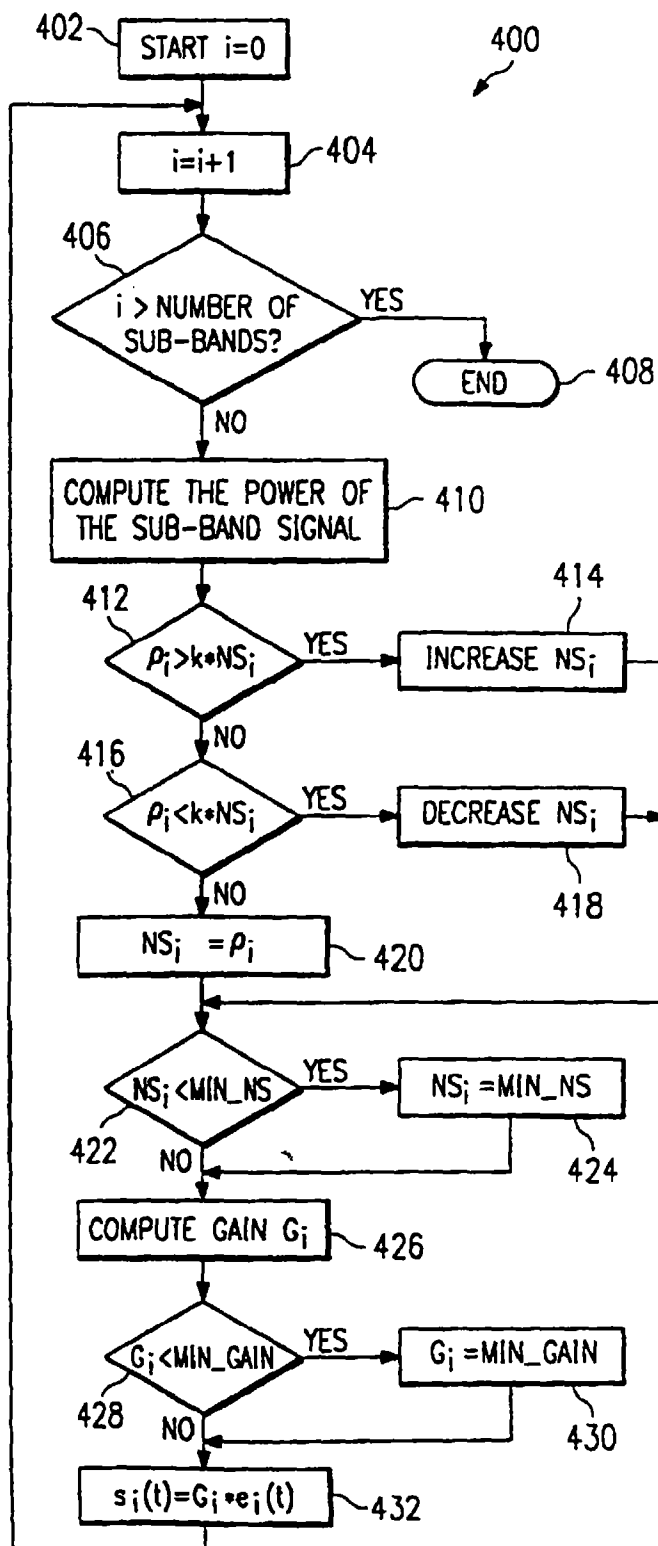 402
START i=0
400
i=i+1
404
406
i > NUMBER OF
SUB-BANDS?
YES
END
408
NO
COMPUTE THE POWER OF
THE SUB-BAND SIGNAL
410
412
ρi>k*NSi
YES
414
INCREASE NSi
NO
416
ρi<k*NSi
YES
DECREASE NSi
418
NO
NSi =ρi
420
NSi<MIN_NS
YES
NSi=MIN_NS
422
424
NO
COMPUTE GAIN Gi
426
Gi<MIN_GAIN
YES
Gi=MIN_GAIN
428
430
NO
si(t)=Gi*ei(t)
432